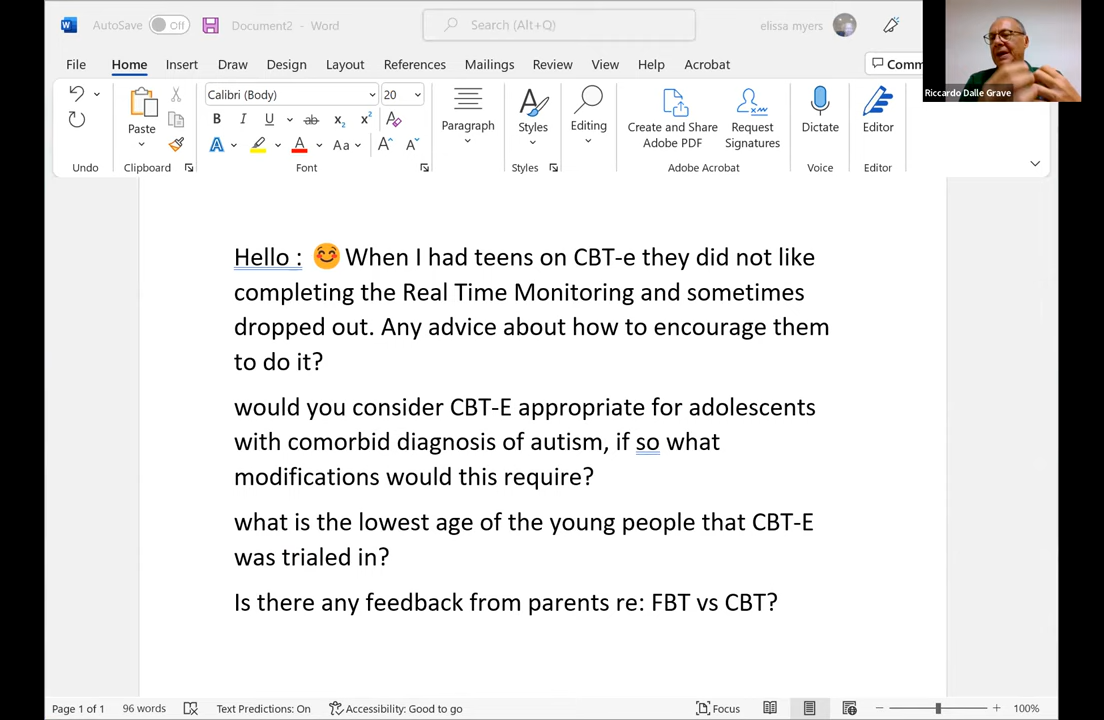 AutoSave Off Document2 - Word Search (Alt+Q) elissa myers
File Home Insert Draw Design Layout References Mailings Review View Help Acrobat Comm
Riccardo Dalle Grave
Calibri (Body) 20
Paste Paragraph Styles Editing Create and Share Adobe PDF Request Signatures Dictate Editor
B I U ab x₂ x² A
A A Aa A A
Undo Clipboard Font Styles Adobe Acrobat Voice Editor
Hello : 😊 When I had teens on CBT-e they did not like
completing the Real Time Monitoring and sometimes
dropped out. Any advice about how to encourage them
to do it?
would you consider CBT-E appropriate for adolescents
with comorbid diagnosis of autism, if so what
modifications would this require?
what is the lowest age of the young people that CBT-E
was trialed in?
Is there any feedback from parents re: FBT vs CBT?
Page 1 of 1 96 words Text Predictions: On Accessibility: Good to go Focus 100%